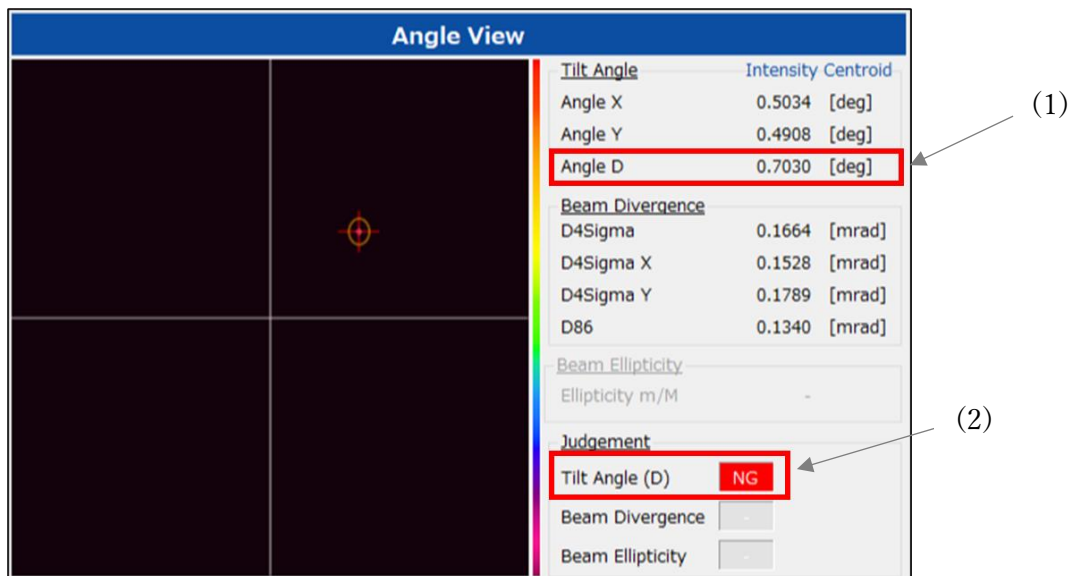 Angle View
Tilt Angle Intensity Centroid
Angle X 0.5034 [deg]
Angle Y 0.4908 [deg]
Angle D 0.7030 [deg]
(1)
Beam Divergence
D4Sigma 0.1664 [mrad]
D4Sigma X 0.1528 [mrad]
D4Sigma Y 0.1789 [mrad]
D86 0.1340 [mrad]
Beam Ellipticity
Ellipticity m/M -
(2)
Judgement
Tilt Angle (D) NG
Beam Divergence -
Beam Ellipticity -